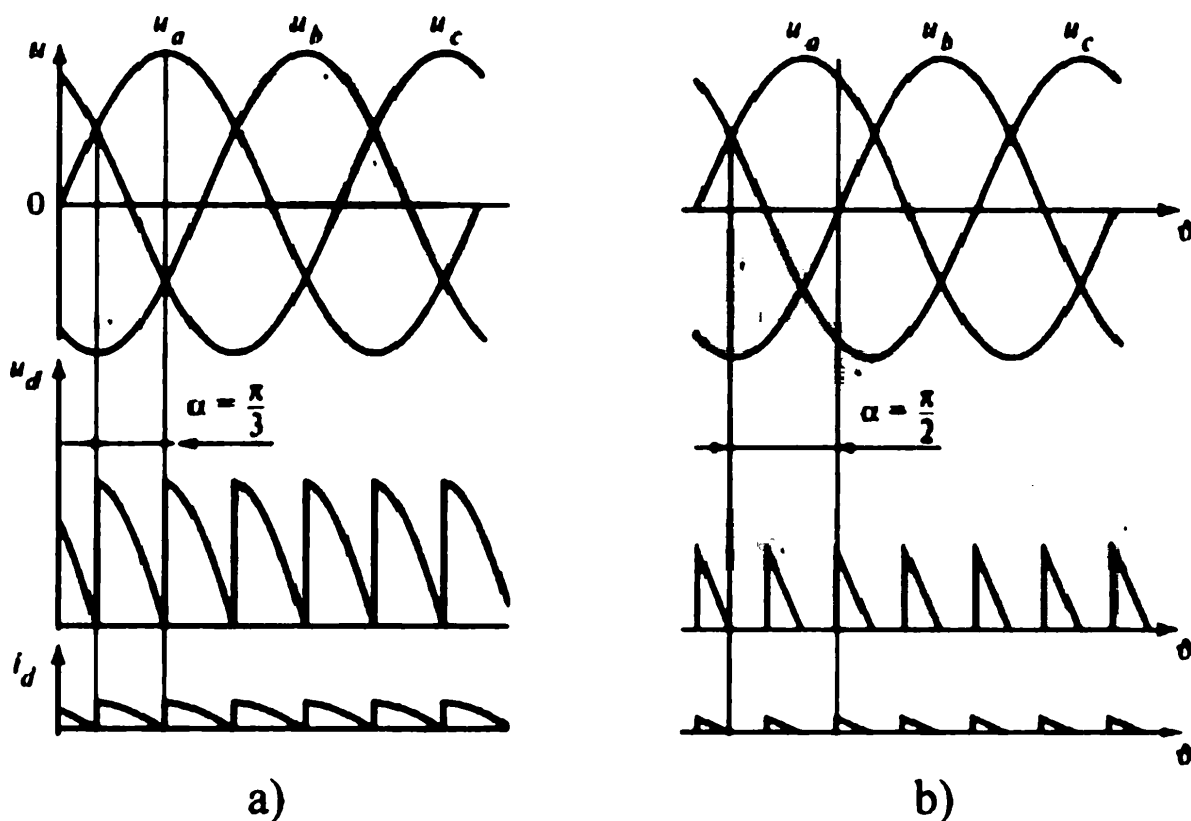 u
u_a
u_b
u_c
0
u_d
α = π/3
i_d
a)
u_a
u_b
u_c
ϑ
α = π/2
ϑ
ϑ
b)